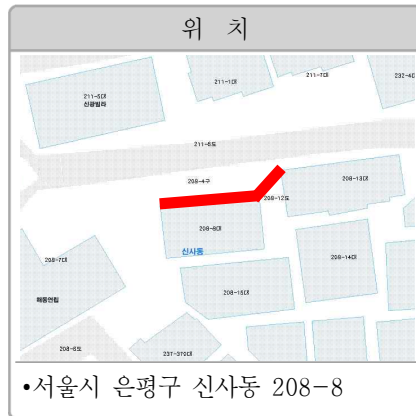 위 치
211-1대
211-7대
232-4대
211-5대
신광빌라
211-6도
208-4구
208-13대
208-12도
208-8대
신사동
208-7대
208-14대
208-15대
해동연립
208-6도
237-379대
•서울시 은평구 신사동 208-8